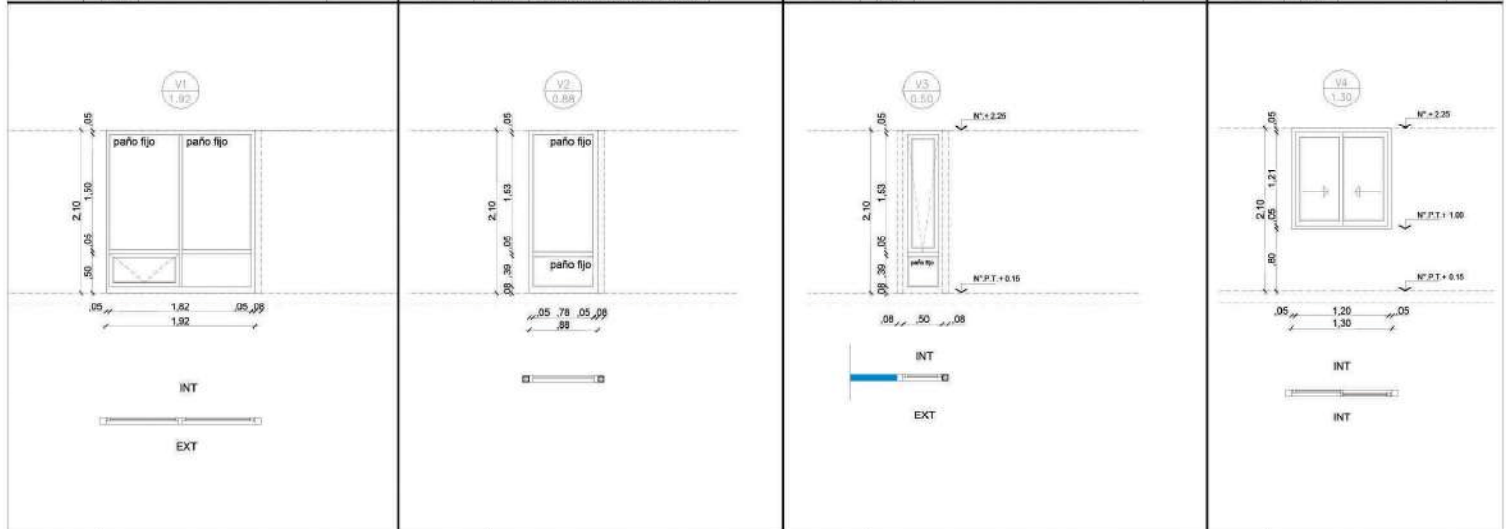 V1
1.92
,05
paño fijo paño fijo
1,50
2,10
,05
,50
,05 1,82 ,05 ,08
1,92
INT
EXT
V2
0.88
,05
paño fijo
1,53
2,10
,05
paño fijo
,39
,08
,05 ,78 ,05 ,08
,88
V3
0.50
,05
N°.+ 2.25
1,53
2,10
,05
paño fijo
,39
,08
N°.P.T.+ 0.15
,08 ,50 ,08
INT
EXT
V4
1.30
,05
N°.+ 2.25
1,21
2,10
,05
N°.P.T.+ 1.00
,80
N°.P.T.+ 0.15
,05 1,20 ,05
1,30
INT
INT